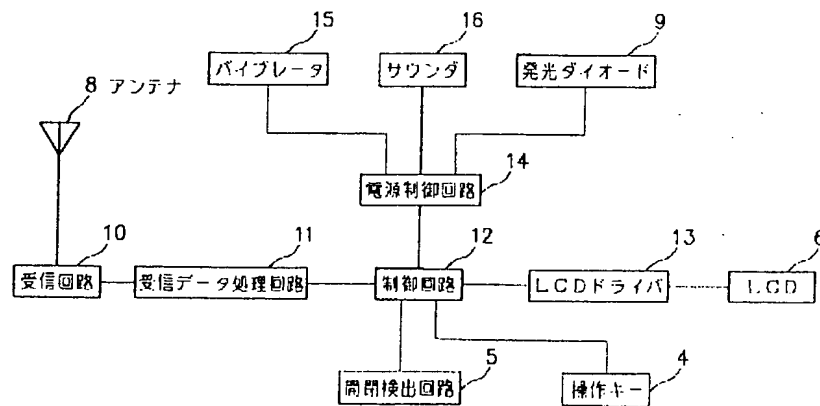 15
16
9
バイブレータ
サウンダ
発光ダイオード
8 アンテナ
電源制御回路
14
10
11
12
13
6
受信回路
受信データ処理回路
制御回路
LCDドライバ
LCD
開閉検出回路
5
操作キー
4